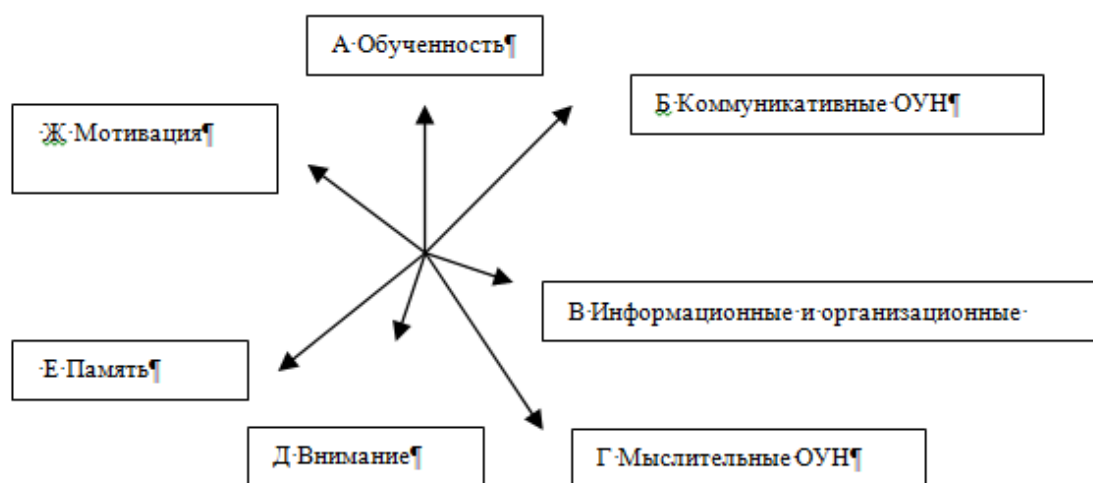 А Обученность
Б Коммуникативные ОУН
Ж Мотивация
В Информационные и организационные
Е Память
Д Внимание
Г Мыслительные ОУН